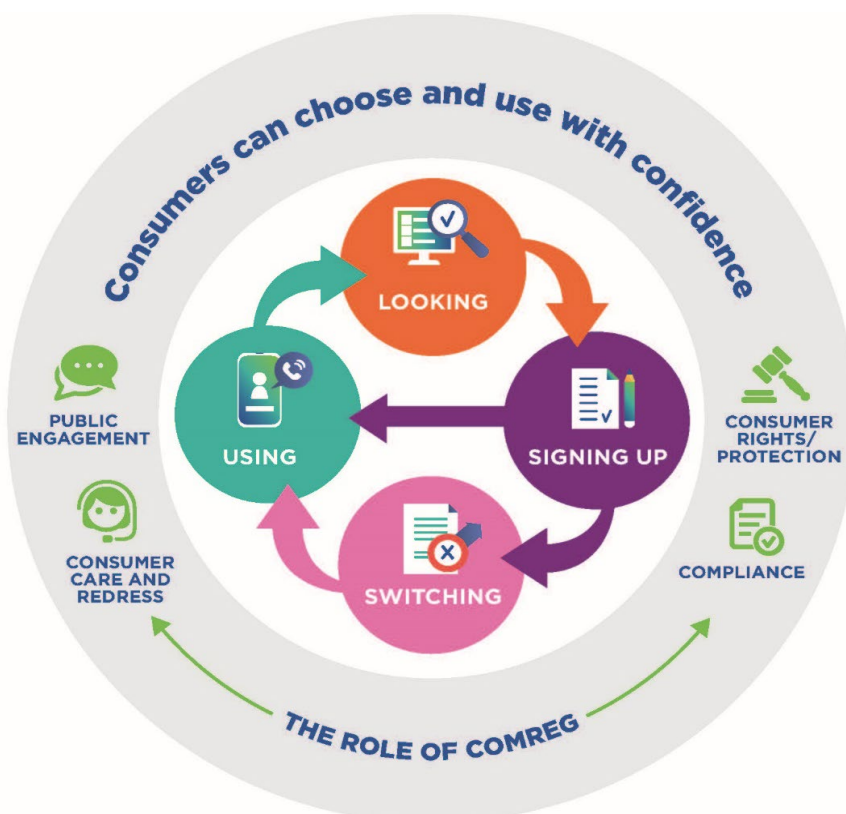 Consumers can choose and use with confidence
LOOKING
USING
SIGNING UP
SWITCHING
PUBLIC
ENGAGEMENT
CONSUMER
CARE AND
REDRESS
CONSUMER
RIGHTS/
PROTECTION
COMPLIANCE
THE ROLE OF COMREG